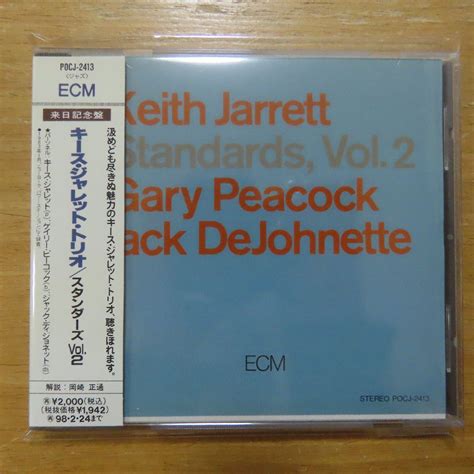 POCJ-2413
〈ジャズ〉
ECM
来日記念盤
汲めども尽きぬ魅力のキース・ジャレット・トリオ、聴きほれます。
キース・ジャレット・トリオ/スタンダーズ Vol.2
解説:岡崎 正通
¥2,000(税込)
(税抜価格¥1,942)
98・2・24まで
Keith Jarrett
Standards, Vol. 2
Gary Peacock
Jack DeJohnette
ECM
STEREO POCJ-2413